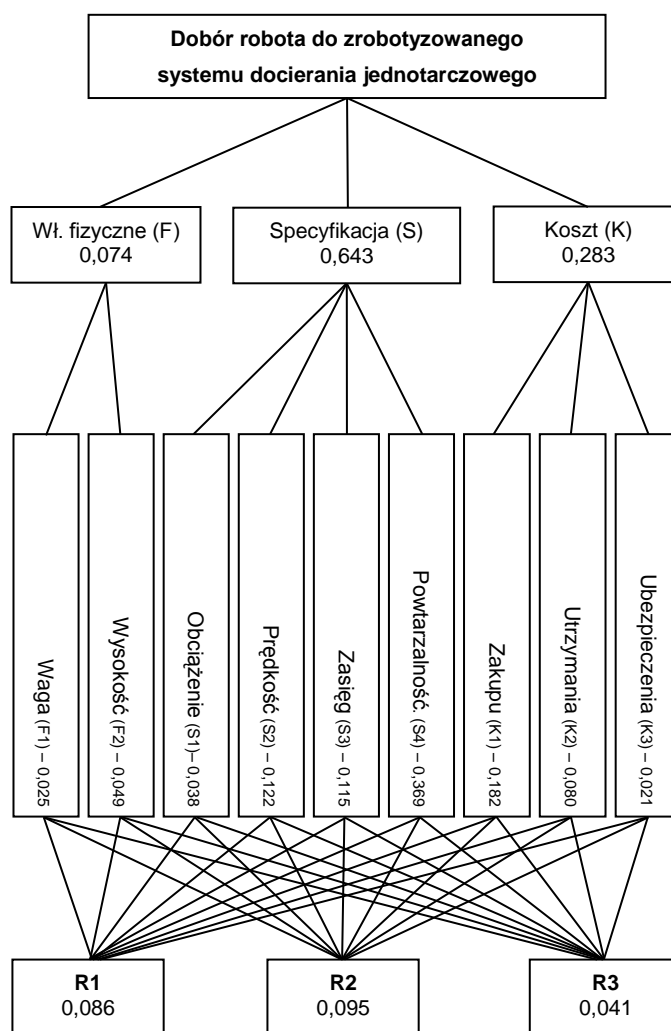 Dobór robota do zrobotyzowanego
systemu docierania jednotarczowego
Wł. fizyczne (F)
0,074
Specyfikacja (S)
0,643
Koszt (K)
0,283
Waga (F1) – 0,025
Wysokość (F2) – 0,049
Obciążenie (S1)– 0,038
Prędkość (S2) – 0,122
Zasięg (S3) – 0,115
Powtarzalność. (S4) – 0,369
Zakupu (K1) – 0,182
Utrzymania (K2) – 0,080
Ubezpieczenia (K3) – 0,021
R1
0,086
R2
0,095
R3
0,041